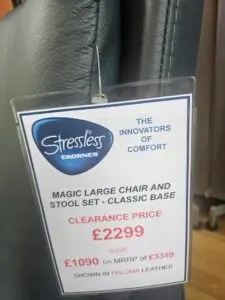 Stressless
EKORNES
THE
INNOVATORS
OF
COMFORT
MAGIC LARGE CHAIR AND
STOOL SET - CLASSIC BASE
CLEARANCE PRICE
£2299
SAVE
£1090 on MRRP of £3389
SHOWN IN PALOMA LEATHER